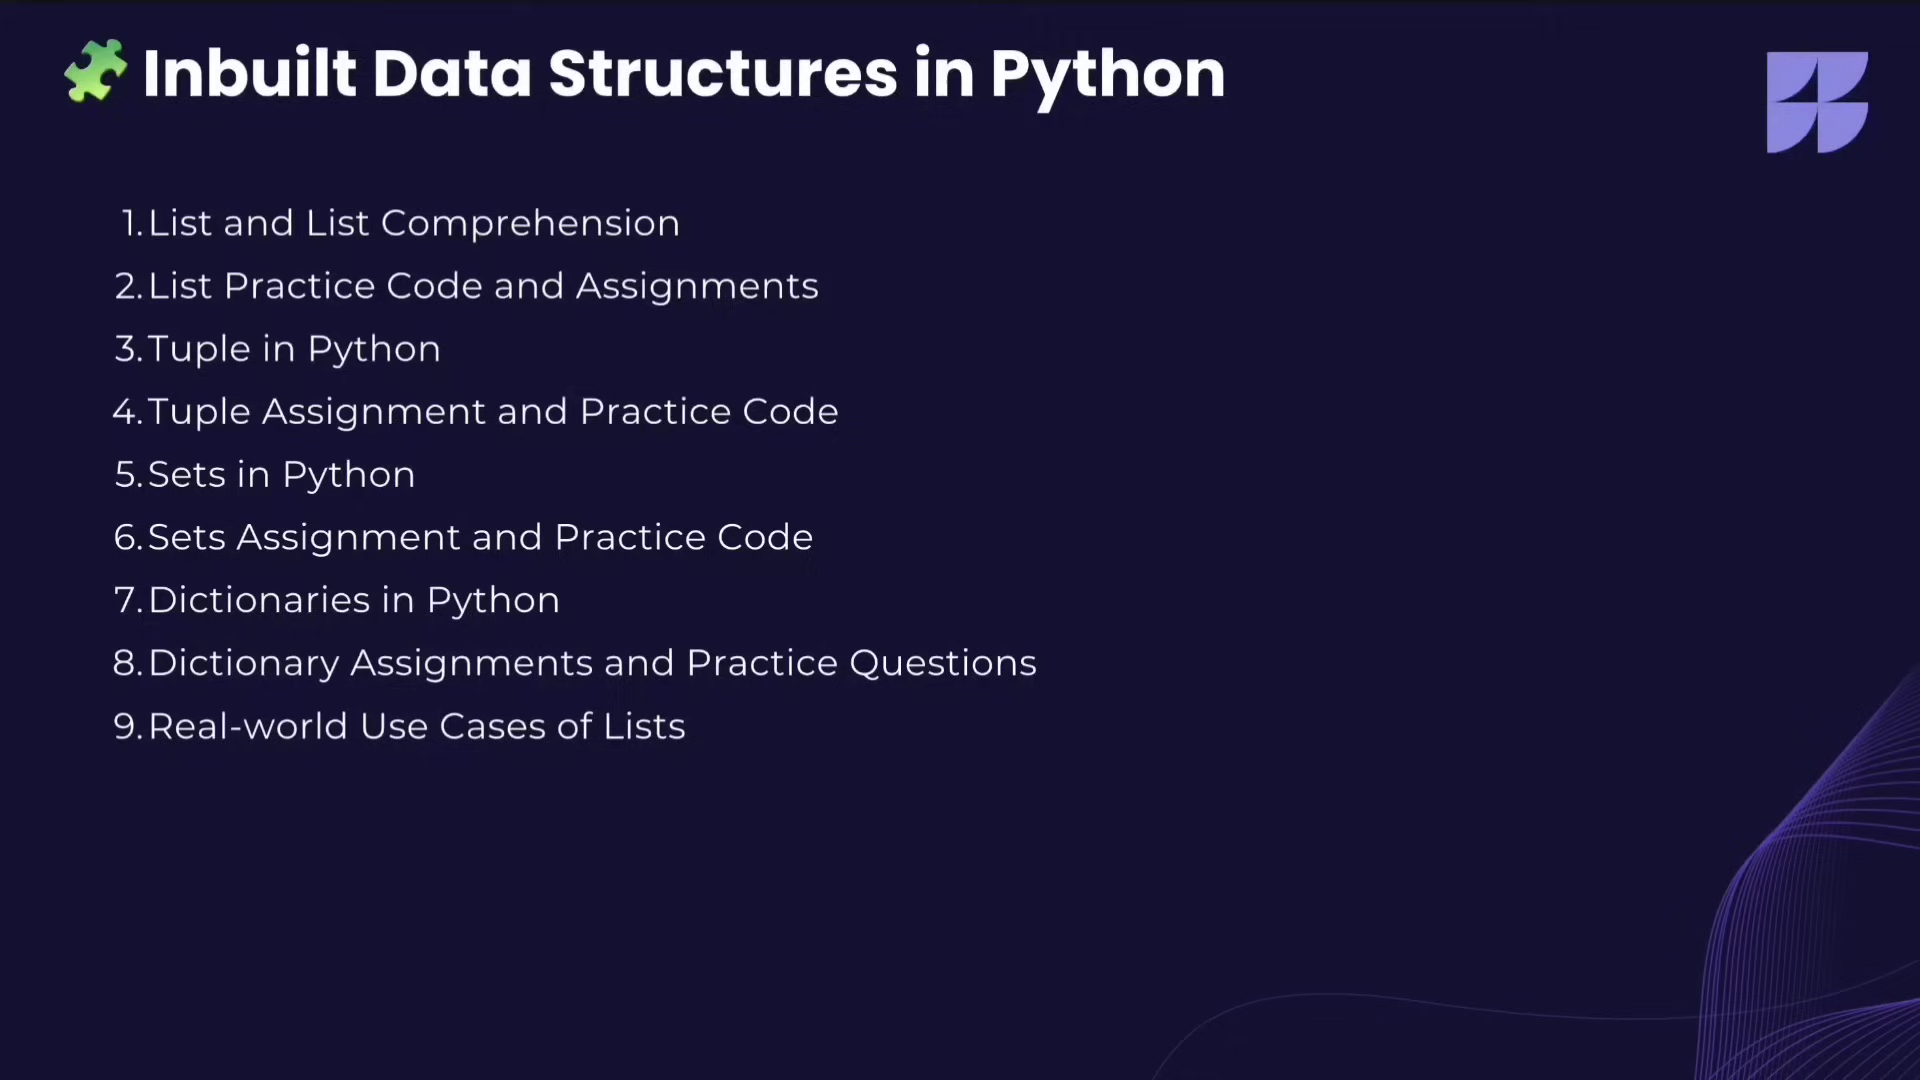 Inbuilt Data Structures in Python
1. List and List Comprehension
2. List Practice Code and Assignments
3. Tuple in Python
4. Tuple Assignment and Practice Code
5. Sets in Python
6. Sets Assignment and Practice Code
7. Dictionaries in Python
8. Dictionary Assignments and Practice Questions
9. Real-world Use Cases of Lists